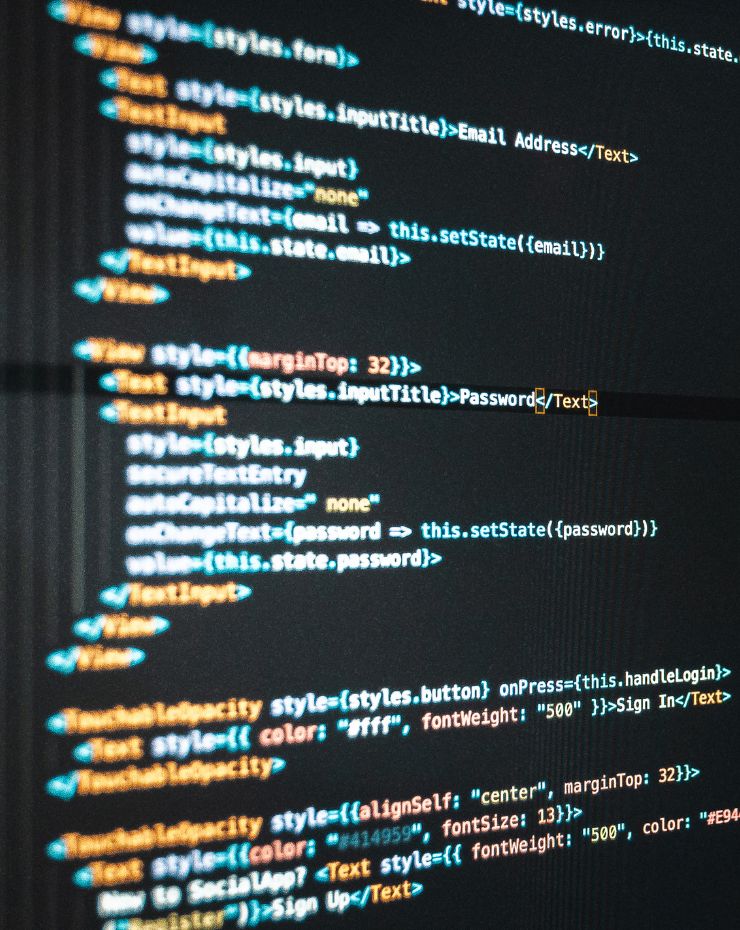 style={styles.error}>{this.state.
<View style={styles.form}>
<View>
<Text style={styles.inputTitle}>Email Address</Text>
<TextInput
style={styles.input}
autoCapitalize="none"
onChangeText={email => this.setState({email})}
value={this.state.email}>
</TextInput>
</View>
<View style={{marginTop: 32}}>
<Text style={styles.inputTitle}>Password</Text>
<TextInput
style={styles.input}
secureTextEntry
autoCapitalize=" none"
onChangeText={password => this.setState({password})}
value={this.state.password}>
</TextInput>
</View>
</View>
<TouchableOpacity style={styles.button} onPress={this.handleLogin}>
<Text style={{ color: "#fff", fontWeight: "500" }}>Sign In</Text>
</TouchableOpacity>
<TouchableOpacity style={{alignSelf: "center", marginTop: 32}}>
<Text style={{color: "#414959", fontSize: 13}}>
New to SocialApp? <Text style={{ fontWeight: "500", color: "#E94
Register")}>Sign Up</Text>